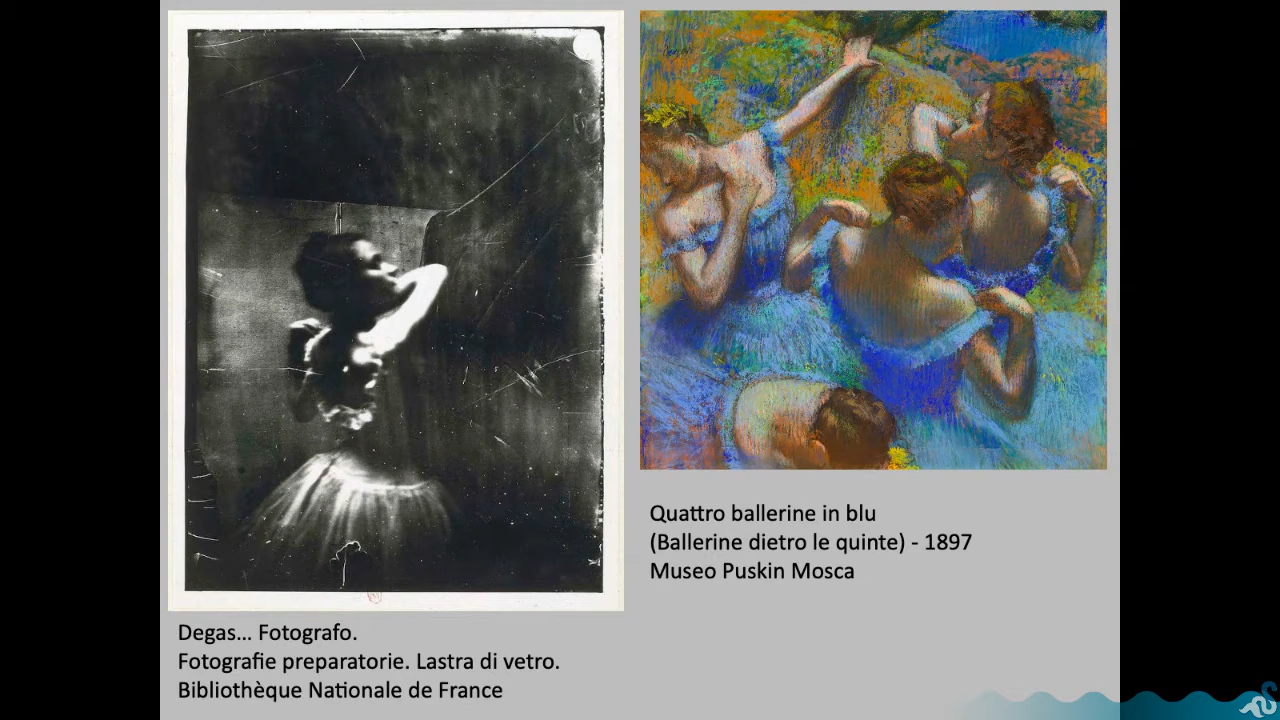 Quattro ballerine in blu
(Ballerine dietro le quinte) - 1897
Museo Puskin Mosca
Degas... Fotografo.
Fotografie preparatorie. Lastra di vetro.
Bibliothèque Nationale de France